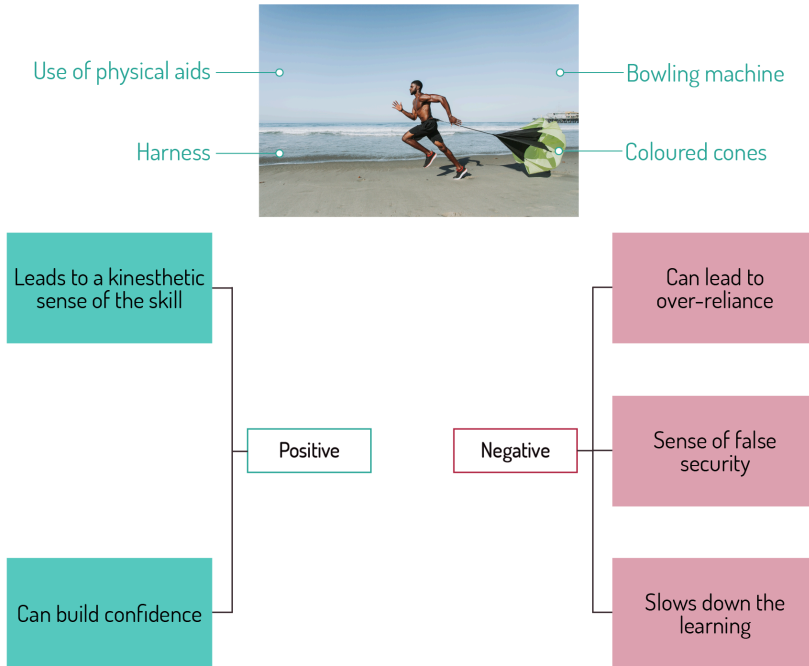 Use of physical aids
Bowling machine
Harness
Coloured cones
Leads to a kinesthetic
sense of the skill
Can lead to
over-reliance
Positive
Negative
Sense of false
security
Can build confidence
Slows down the
learning